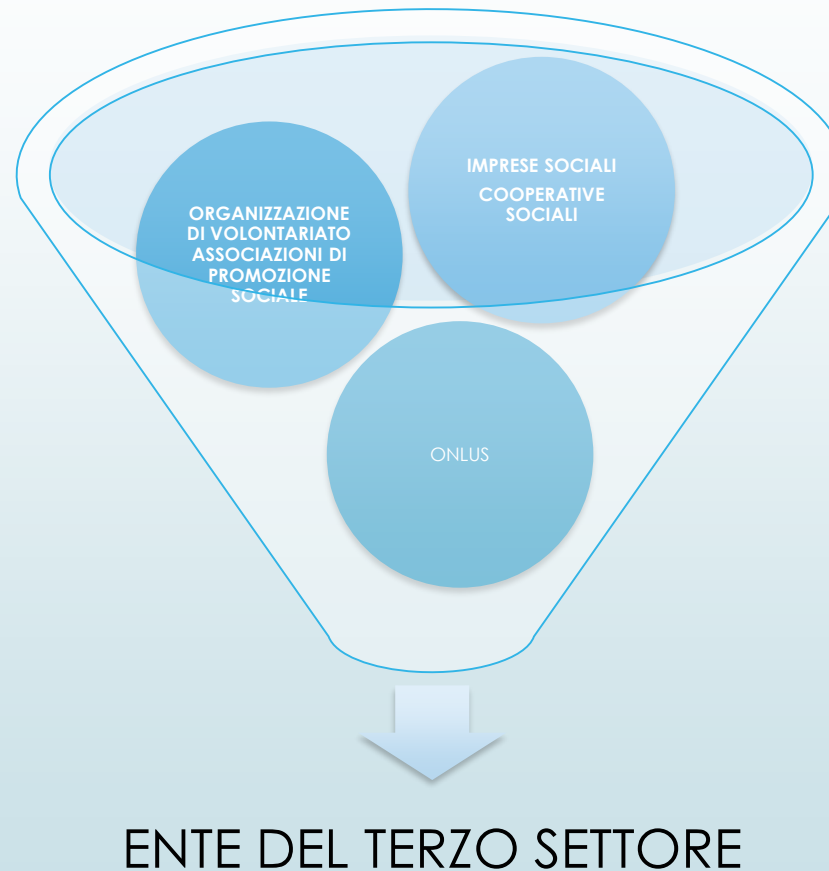 ORGANIZZAZIONE
DI VOLONTARIATO
ASSOCIAZIONI DI
PROMOZIONE
SOCIALE
IMPRESE SOCIALI
COOPERATIVE
SOCIALI
ONLUS
ENTE DEL TERZO SETTORE